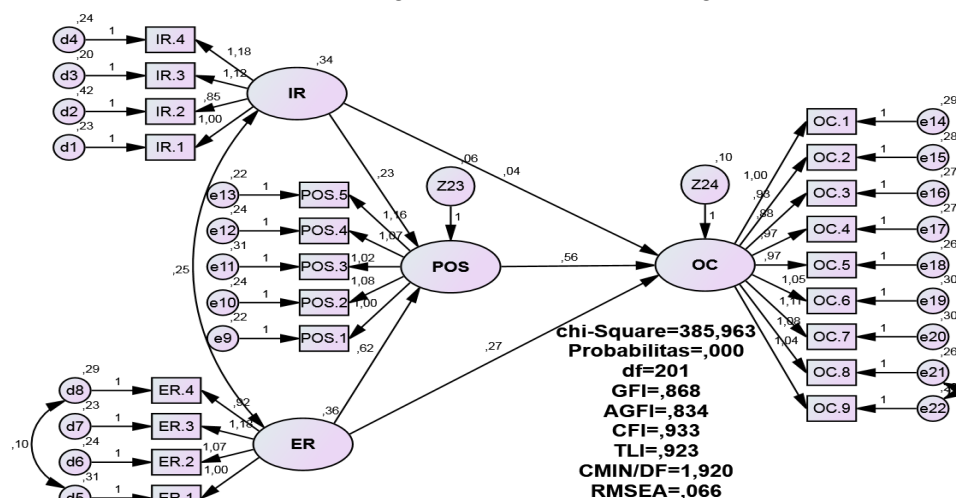 ,24
d4 1 IR.4 1,18
,20
d3 1 IR.3 1,12
,42
d2 1 IR.2 ,85
,23
d1 1 IR.1 1,00
,34
IR
,25
,23
,04
,22
e13 1 POS.5 1,16
,24
e12 1 POS.4 1,07
,31
e11 1 POS.3 1,02
,24
e10 1 POS.2 1,08
,22
e9 1 POS.1 1,00
,06
Z23
1
POS
,56
,62
,27
,10
Z24
1
OC
,29
1,00 OC.1 1 e14
,28
,93 OC.2 1 e15
,27
,88 OC.3 1 e16
,27
,97 OC.4 1 e17
,26
,97 OC.5 1 e18
,30
1,05 OC.6 1 e19
,30
1,11 OC.7 1 e20
,26
1,08 OC.8 1 e21
1,04 OC.9 1 e22
,29
d8 1 ER.4 ,92
,23
d7 1 ER.3
,24
d6 1 ER.2 1,07
,31
d5 1 ER.1 1,00
,10
,36
ER
chi-Square=385,963
Probabilitas=,000
df=201
GFI=,868
AGFI=,834
CFI=,933
TLI=,923
CMIN/DF=1,920
RMSEA=,066